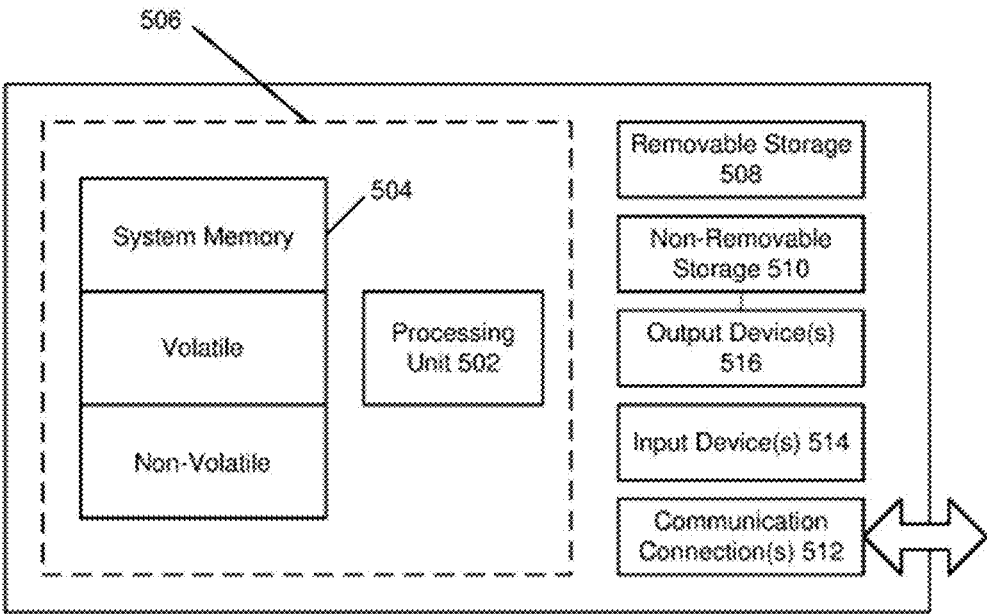 506
504
System Memory
Volatile
Non-Volatile
Processing
Unit 502
Removable Storage
508
Non-Removable
Storage 510
Output Device(s)
516
Input Device(s) 514
Communication
Connection(s) 512